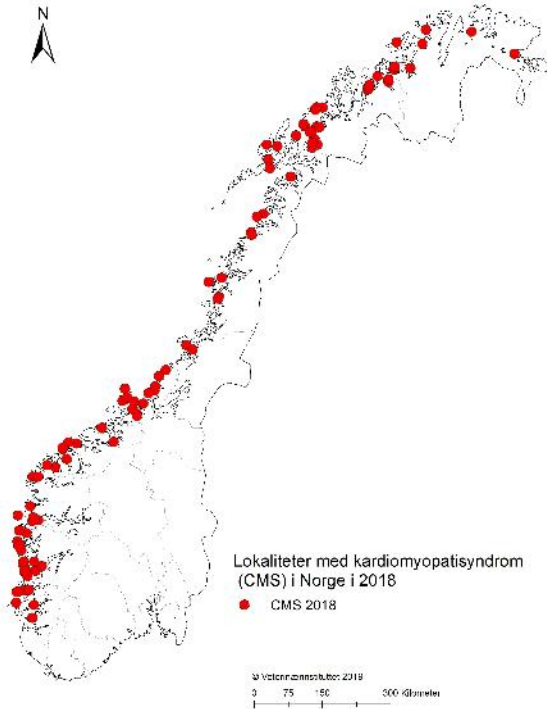 N
Lokaliteter med kardiomyopatisyndrom
(CMS) i Norge i 2018
CMS 2018
© Veterinærinstituttet 2019
0 75 150 300 Kilometer